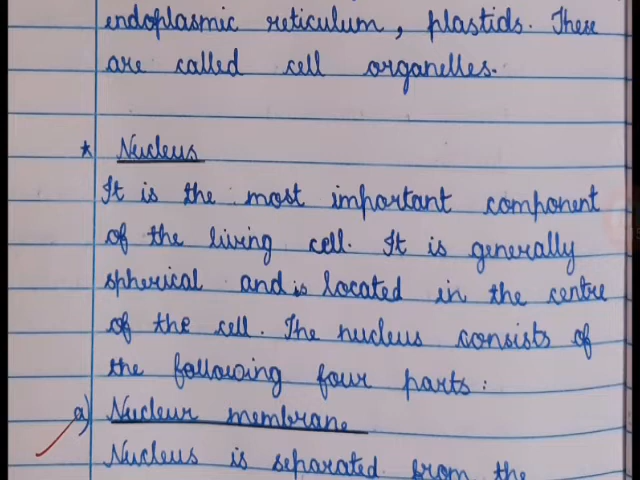 endoplasmic reticulum, plastids. These
are called cell organelles.
* Nucleus
It is the most important component
of the living cell. It is generally
spherical and is located in the centre
of the cell. The nucleus consists of
the following four parts:
a) Nuclear membrane
Nucleus is separated from the